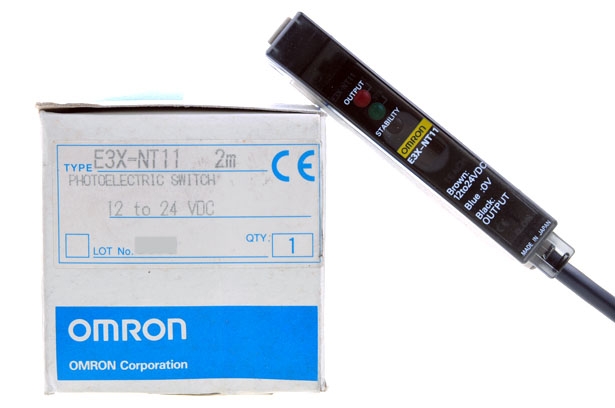 TYPE E3X-NT11 2m
PHOTOELECTRIC SWITCH
12 to 24 VDC
CE
LOT No.
QTY. 1
OMRON
OMRON Corporation
OUTPUT
STABILITY
OMRON
E3X-NT11
Brown:
12to24VDC
Blue :0V
Black:
OUTPUT
MADE IN JAPAN